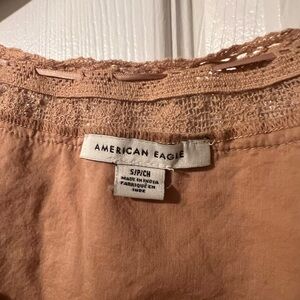 AMERICAN EAGLE
S/P/CH
MADE IN INDIA
FABRIQUÉ EN
INDE